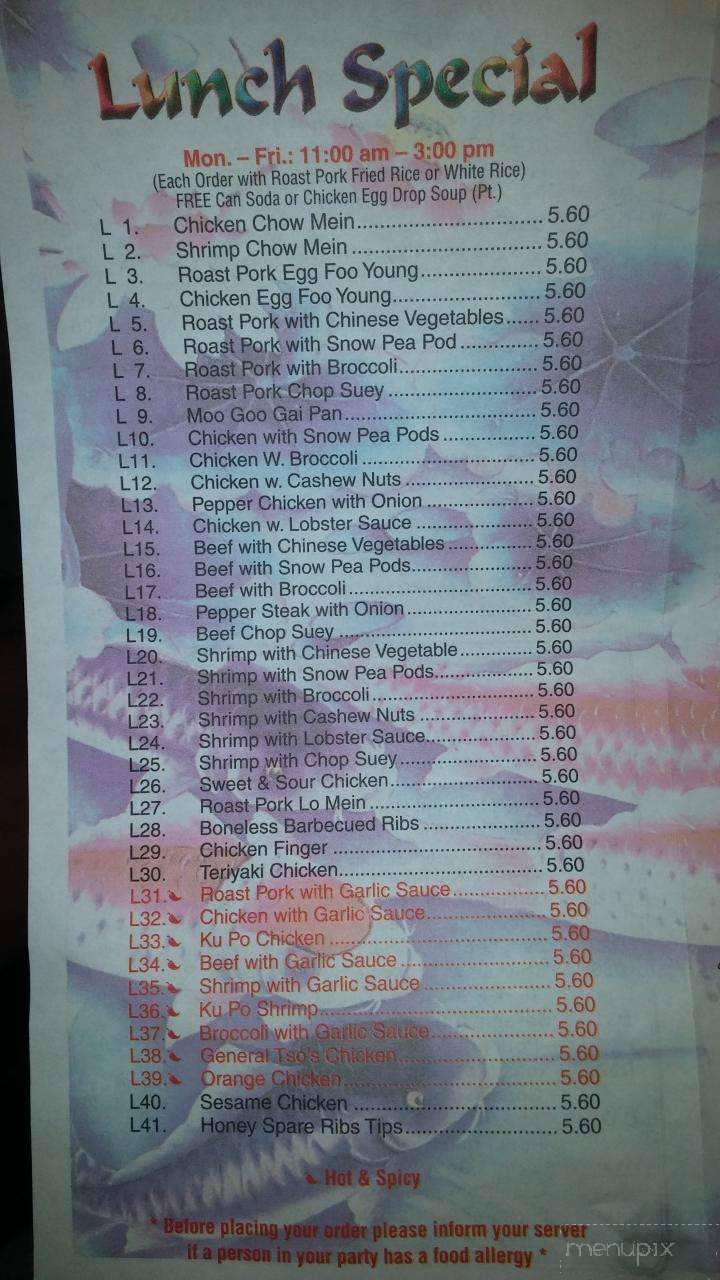 Lunch Special
Mon. – Fri.: 11:00 am – 3:00 pm
(Each Order with Roast Pork Fried Rice or White Rice)
FREE Can Soda or Chicken Egg Drop Soup (Pt.)
L 1. Chicken Chow Mein 5.60
L 2. Shrimp Chow Mein 5.60
L 3. Roast Pork Egg Foo Young 5.60
L 4. Chicken Egg Foo Young 5.60
L 5. Roast Pork with Chinese Vegetables 5.60
L 6. Roast Pork with Snow Pea Pod 5.60
L 7. Roast Pork with Broccoli 5.60
L 8. Roast Pork Chop Suey 5.60
L 9. Moo Goo Gai Pan 5.60
L10. Chicken with Snow Pea Pods 5.60
L11. Chicken W. Broccoli 5.60
L12. Chicken w. Cashew Nuts 5.60
L13. Pepper Chicken with Onion 5.60
L14. Chicken w. Lobster Sauce 5.60
L15. Beef with Chinese Vegetables 5.60
L16. Beef with Snow Pea Pods 5.60
L17. Beef with Broccoli 5.60
L18. Pepper Steak with Onion 5.60
L19. Beef Chop Suey 5.60
L20. Shrimp with Chinese Vegetable 5.60
L21. Shrimp with Snow Pea Pods 5.60
L22. Shrimp with Broccoli 5.60
L23. Shrimp with Cashew Nuts 5.60
L24. Shrimp with Lobster Sauce 5.60
L25. Shrimp with Chop Suey 5.60
L26. Sweet & Sour Chicken 5.60
L27. Roast Pork Lo Mein 5.60
L28. Boneless Barbecued Ribs 5.60
L29. Chicken Finger 5.60
L30. Teriyaki Chicken 5.60
L31. Roast Pork with Garlic Sauce 5.60
L32. Chicken with Garlic Sauce 5.60
L33. Ku Po Chicken 5.60
L34. Beef with Garlic Sauce 5.60
L35. Shrimp with Garlic Sauce 5.60
L36. Ku Po Shrimp 5.60
L37. Broccoli with Garlic Sauce 5.60
L38. General Tso's Chicken 5.60
L39. Orange Chicken 5.60
L40. Sesame Chicken 5.60
L41. Honey Spare Ribs Tips 5.60
Hot & Spicy
* Before placing your order please inform your server
if a person in your party has a food allergy *
menupix